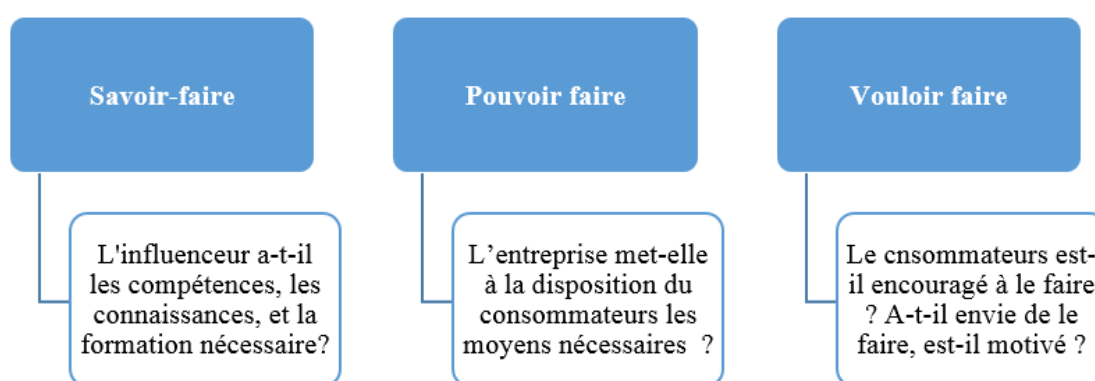 Savoir-faire
L'influenceur a-t-il
les compétences, les
connaissances, et la
formation nécessaire?
Pouvoir faire
L’entreprise met-elle
à la disposition du
consommateurs les
moyens nécessaires ?
Vouloir faire
Le cnsommateurs est-
il encouragé à le faire
? A-t-il envie de le
faire, est-il motivé ?